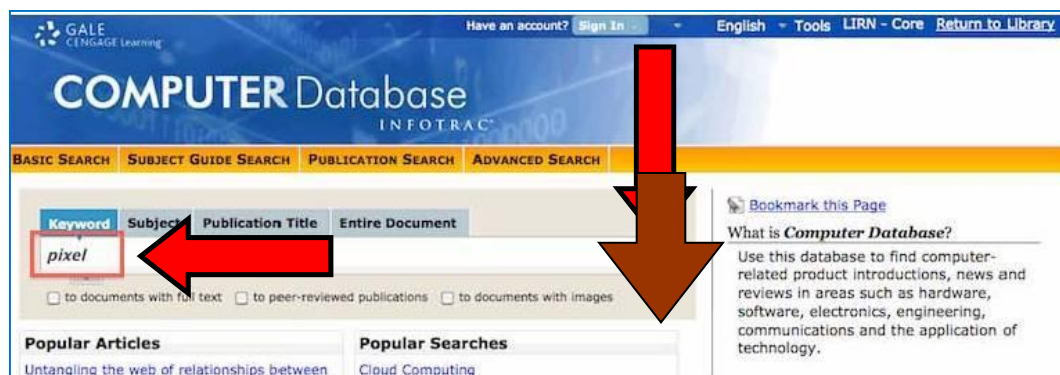 GALE
CENGAGE Learning
Have an account? Sign In
English Tools LIRN - Core Return to Library
COMPUTER Database
INFOTRAC
BASIC SEARCH SUBJECT GUIDE SEARCH PUBLICATION SEARCH ADVANCED SEARCH
Keyword Subject Publication Title Entire Document
pixel
to documents with full text to peer-reviewed publications to documents with images
Popular Articles
Untangling the web of relationships between
Popular Searches
Cloud Computing
Bookmark this Page
What is Computer Database?
Use this database to find computer-
related product introductions, news and
reviews in areas such as hardware,
software, electronics, engineering,
communications and the application of
technology.